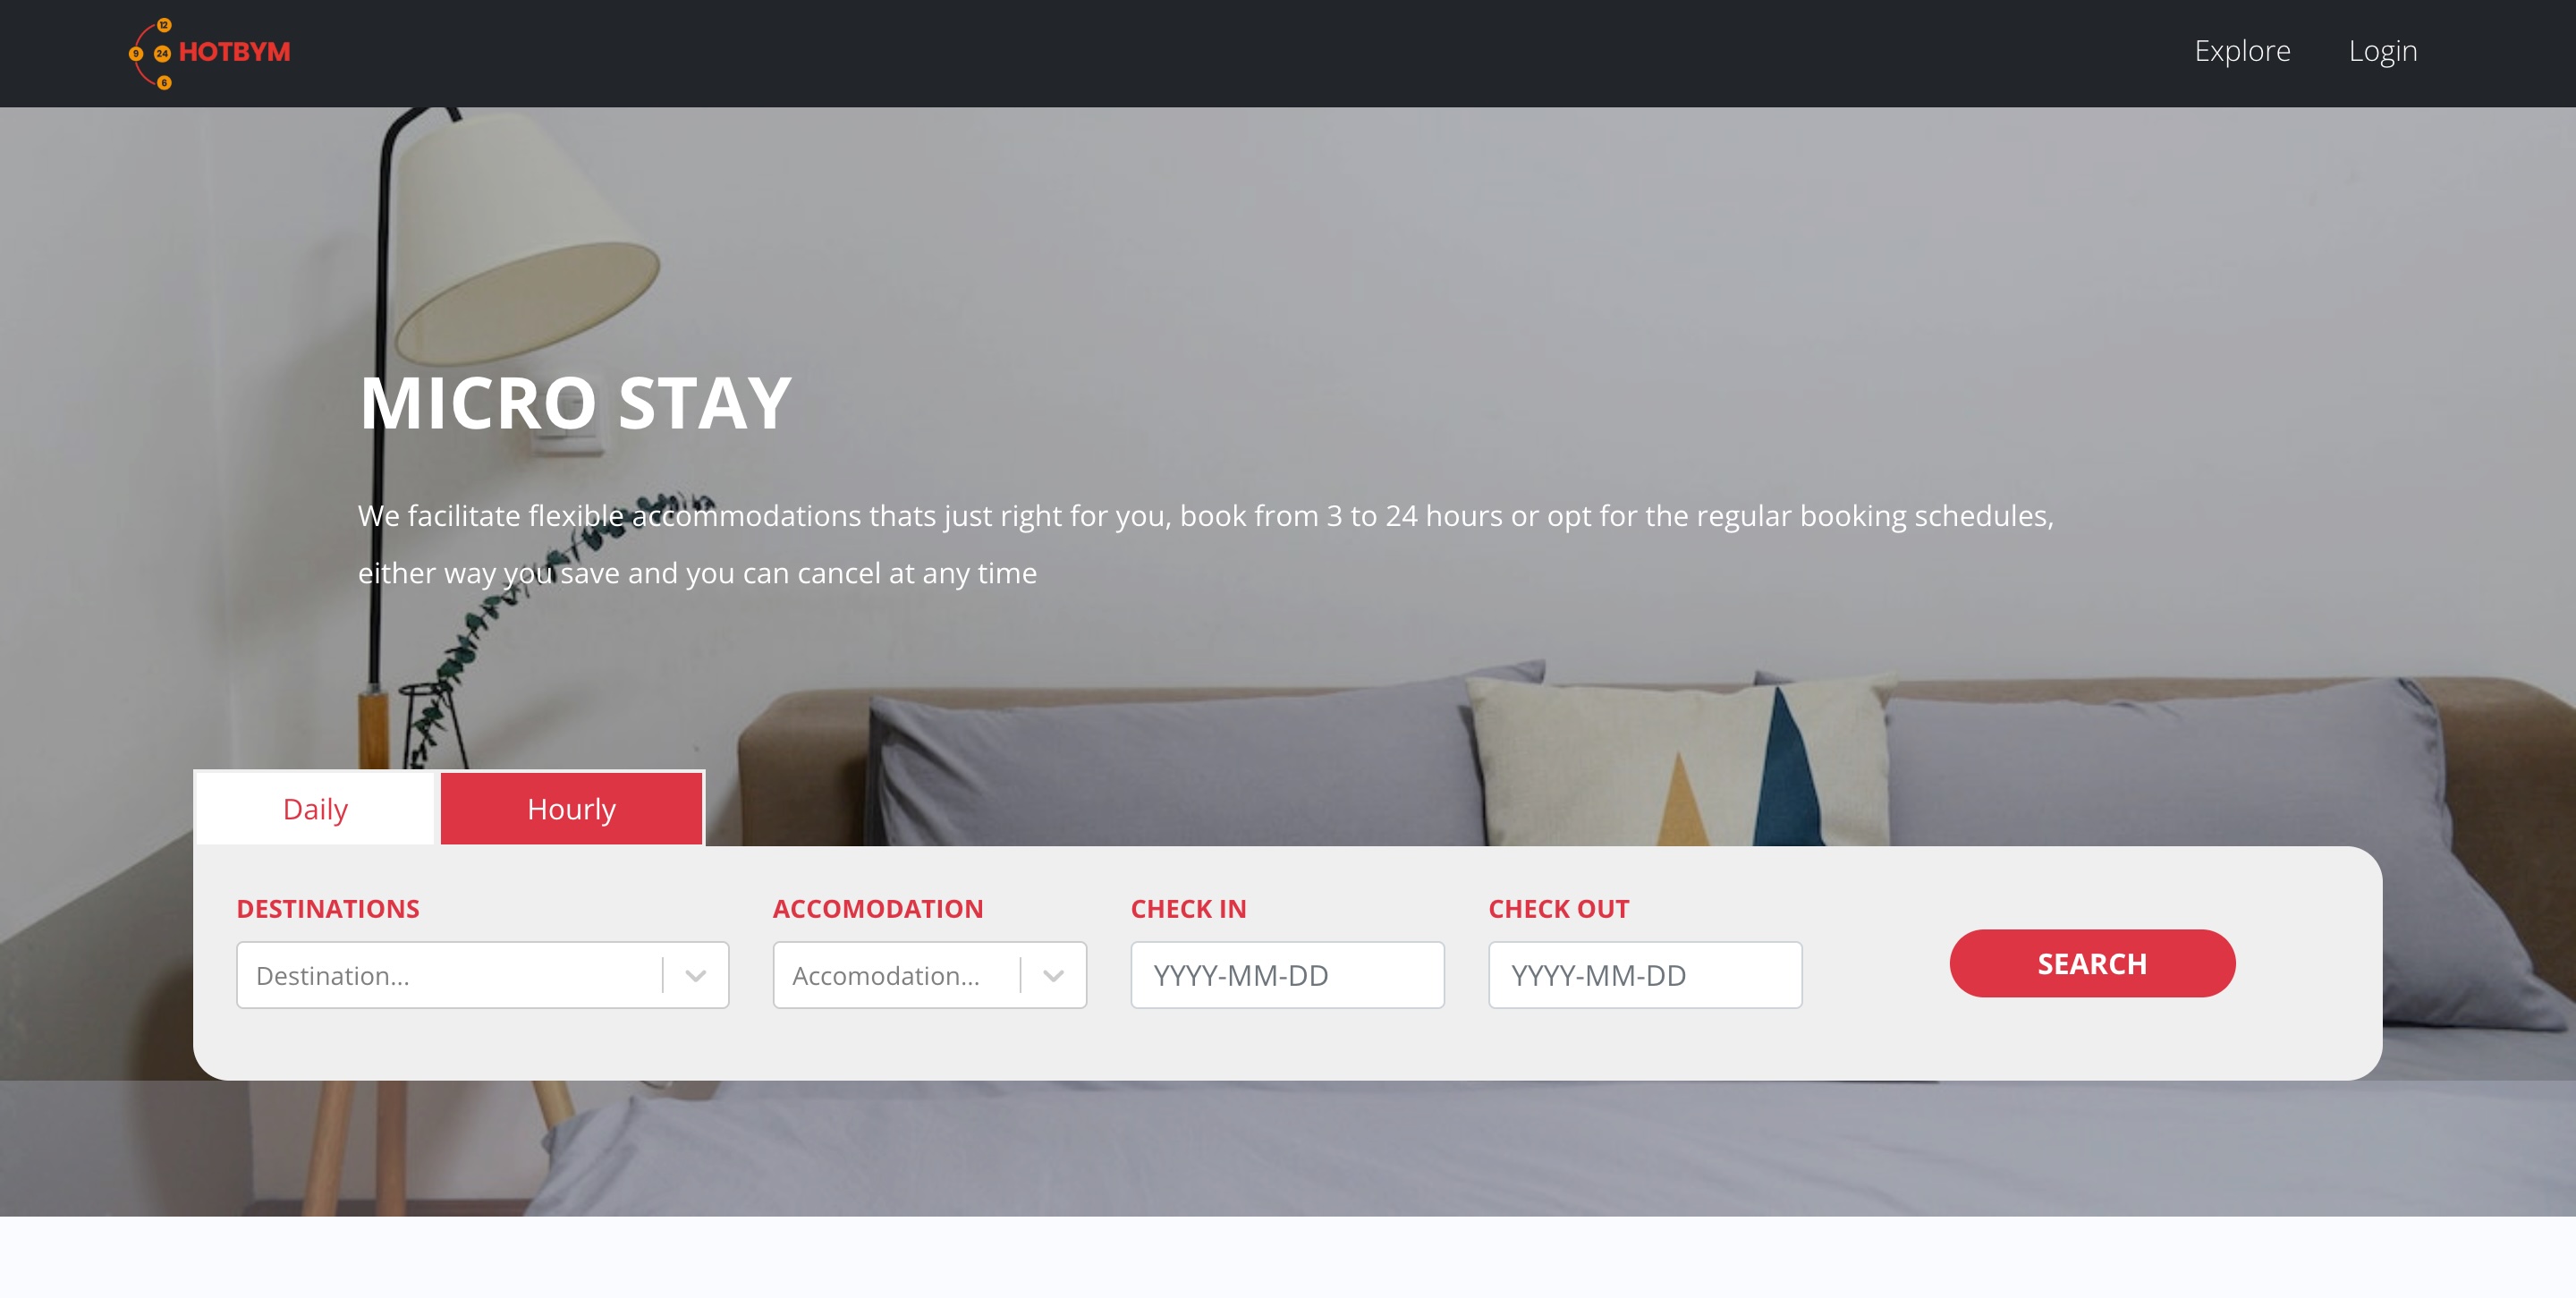 12
9 24 HOTBYM
6
Explore Login
MICRO STAY
We facilitate flexible accommodations thats just right for you, book from 3 to 24 hours or opt for the regular booking schedules,
either way you save and you can cancel at any time
Daily Hourly
DESTINATIONS ACCOMODATION CHECK IN CHECK OUT
Destination... Accomodation... YYYY-MM-DD YYYY-MM-DD SEARCH